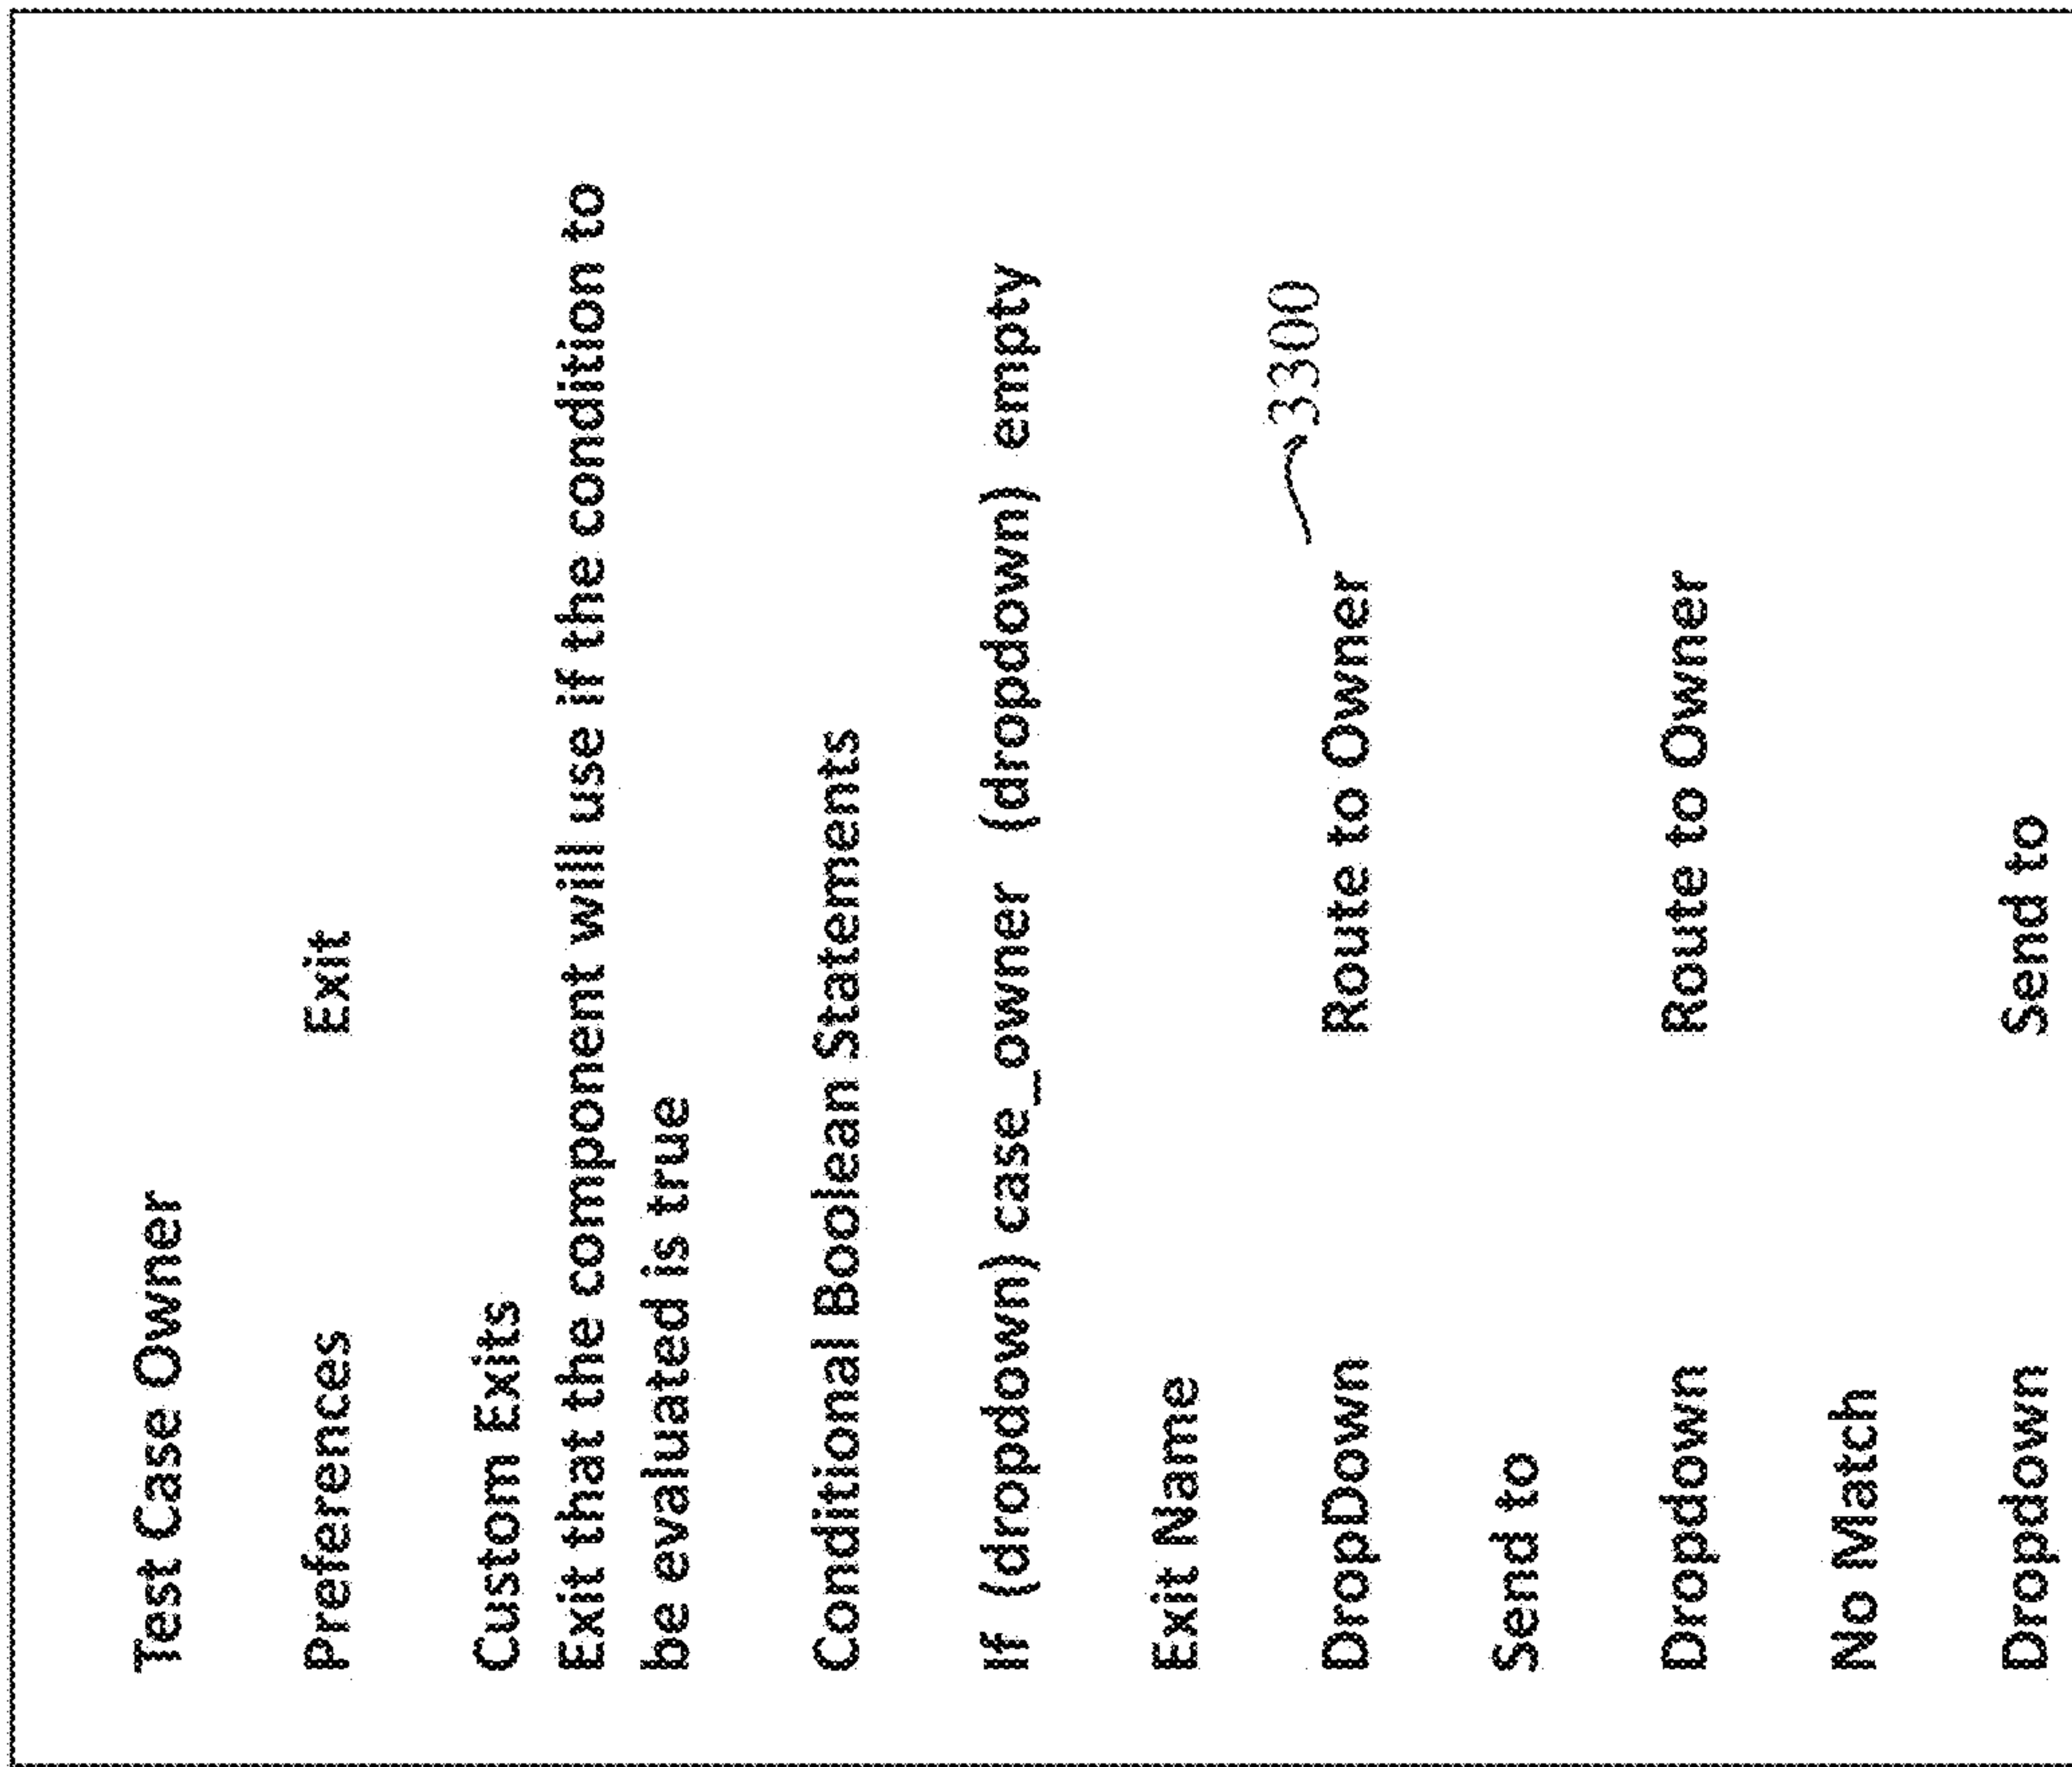 Test Case Owner
Preferences Exit
Custom Exits
Exit that the component will use if the condition to
be evaluated is true
Conditional Boolean Statements
If (dropdown) case_owner (dropdown) empty
Exit Name
3300
DropDown Route to Owner
Send to
Dropdown Route to Owner
No Match
Dropdown Send to